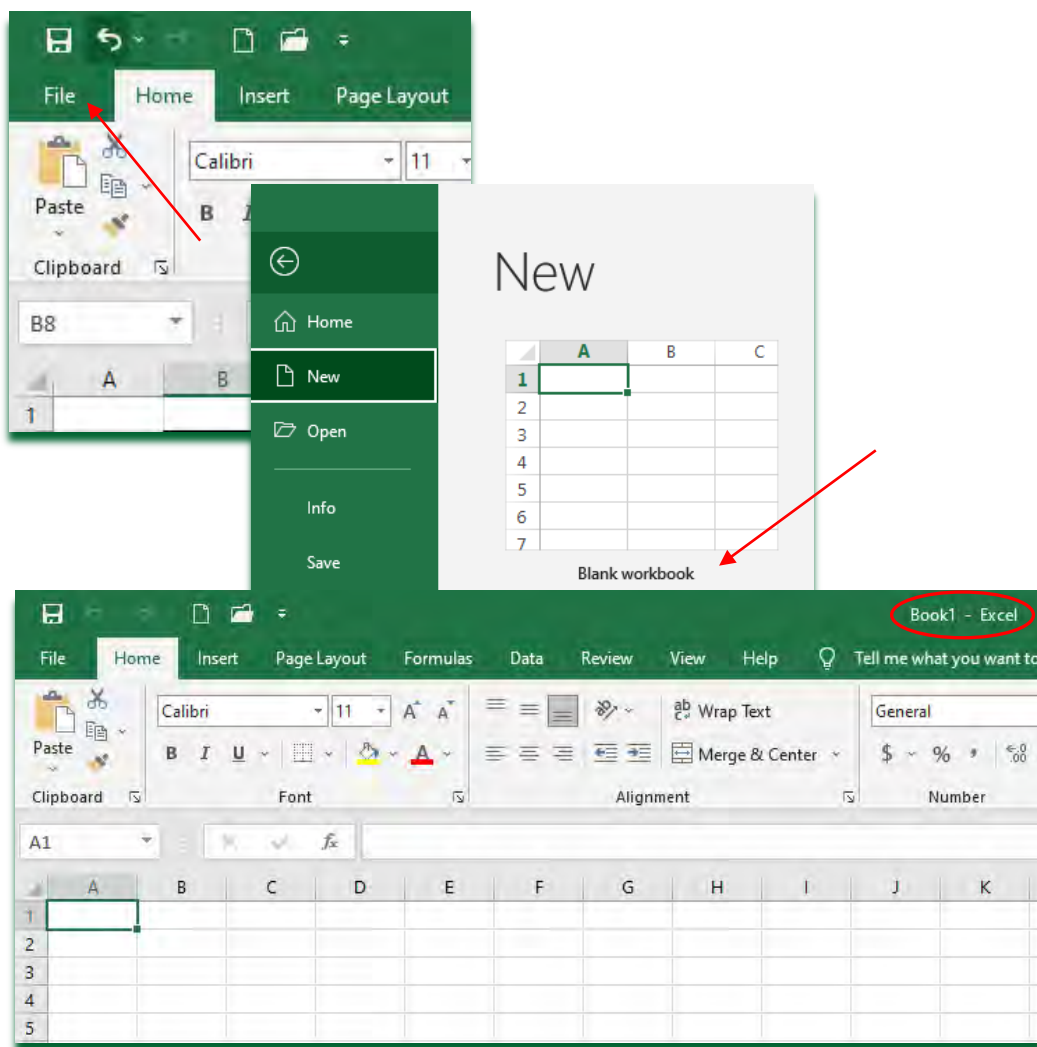 File Home Insert Page Layout
Calibri 11
Paste B I
Clipboard
B8
A B
1
New
Home
New
Open
Info
Save
A B C
1
2
3
4
5
6
7
Blank workbook
Book1 - Excel
File Home Insert Page Layout Formulas Data Review View Help Tell me what you want to
Calibri 11 A A ab Wrap Text General
Paste B I U A Merge & Center $ % .00
Clipboard Font Alignment Number
A1 fx
A B C D E F G H I J K
1
2
3
4
5